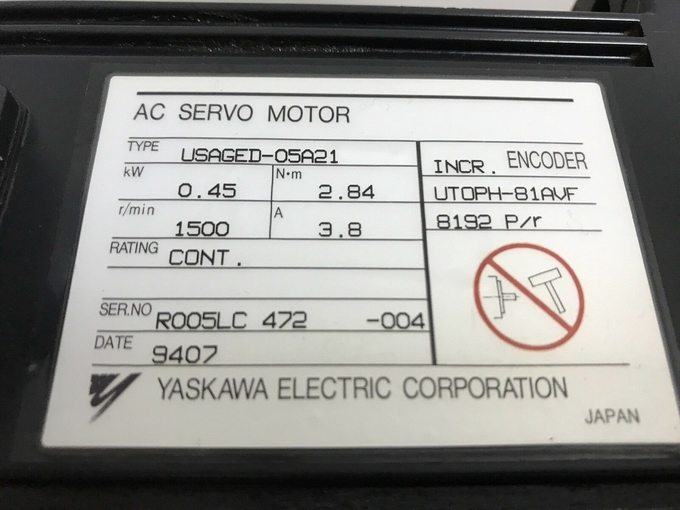 AC SERVO MOTOR
TYPE USAGED-05A21
kW 0.45 N·m 2.84
r/min 1500 A 3.8
RATING CONT.
INCR. ENCODER
UTOPH-81AVF
8192 P/r
SER.NO R005LC 472 -004
DATE 9407
YASKAWA ELECTRIC CORPORATION
JAPAN